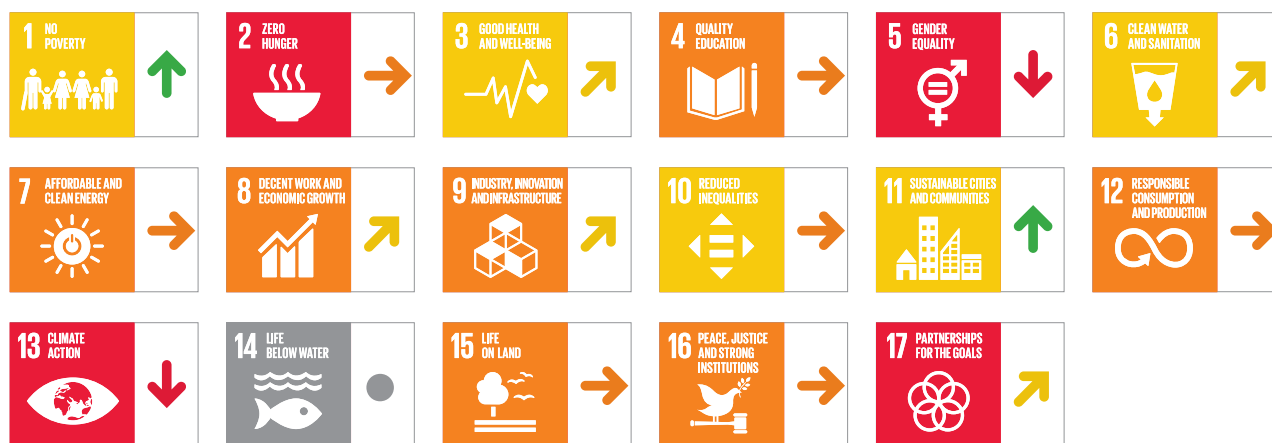 1 NO
POVERTY
2 ZERO
HUNGER
3 GOOD HEALTH
AND WELL-BEING
4 QUALITY
EDUCATION
5 GENDER
EQUALITY
6 CLEAN WATER
AND SANITATION
7 AFFORDABLE AND
CLEAN ENERGY
8 DECENT WORK AND
ECONOMIC GROWTH
9 INDUSTRY, INNOVATION
AND INFRASTRUCTURE
10 REDUCED
INEQUALITIES
11 SUSTAINABLE CITIES
AND COMMUNITIES
12 RESPONSIBLE
CONSUMPTION
AND PRODUCTION
13 CLIMATE
ACTION
14 LIFE
BELOW WATER
15 LIFE
ON LAND
16 PEACE, JUSTICE
AND STRONG
INSTITUTIONS
17 PARTNERSHIPS
FOR THE GOALS